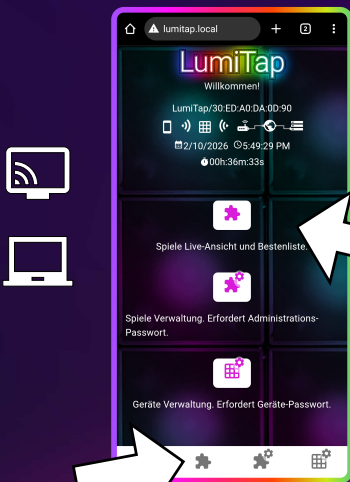 lumitap.local
2
LumiTap
Willkommen!
LumiTap/30:ED:A0:DA:0D:90
2/10/2026 5:49:29 PM
00h:36m:33s
Spiele Live-Ansicht und Bestenliste.
Spiele Verwaltung. Erfordert Administrations-
Passwort.
Geräte Verwaltung. Erfordert Geräte-Passwort.